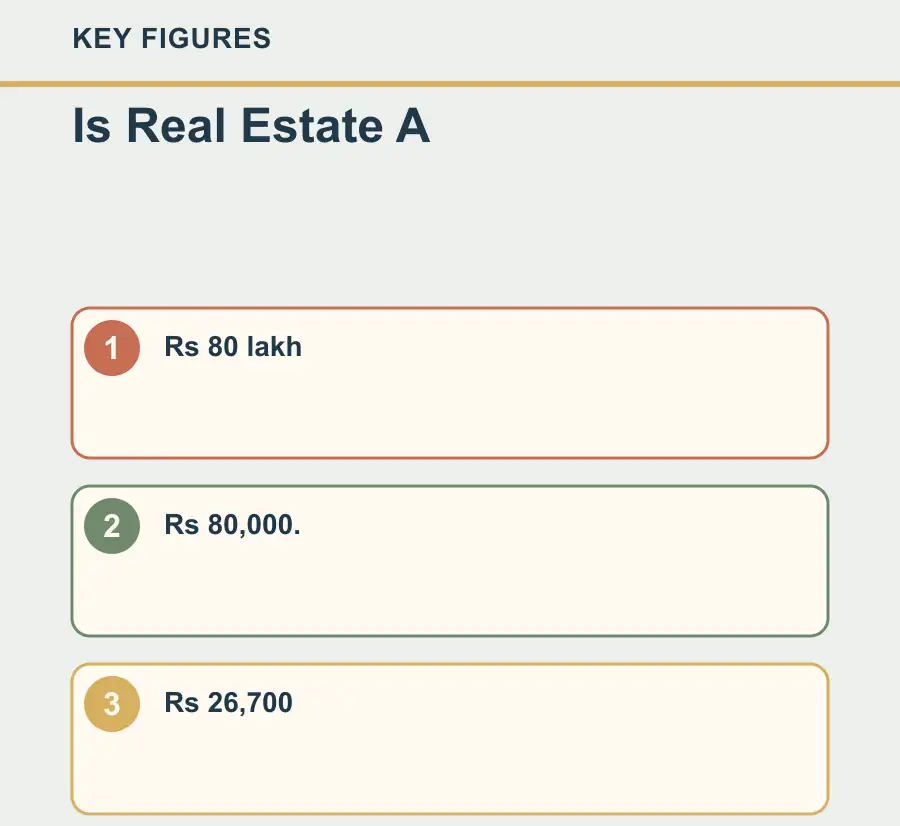 KEY FIGURES
Is Real Estate A
1 Rs 80 lakh
2 Rs 80,000.
3 Rs 26,700